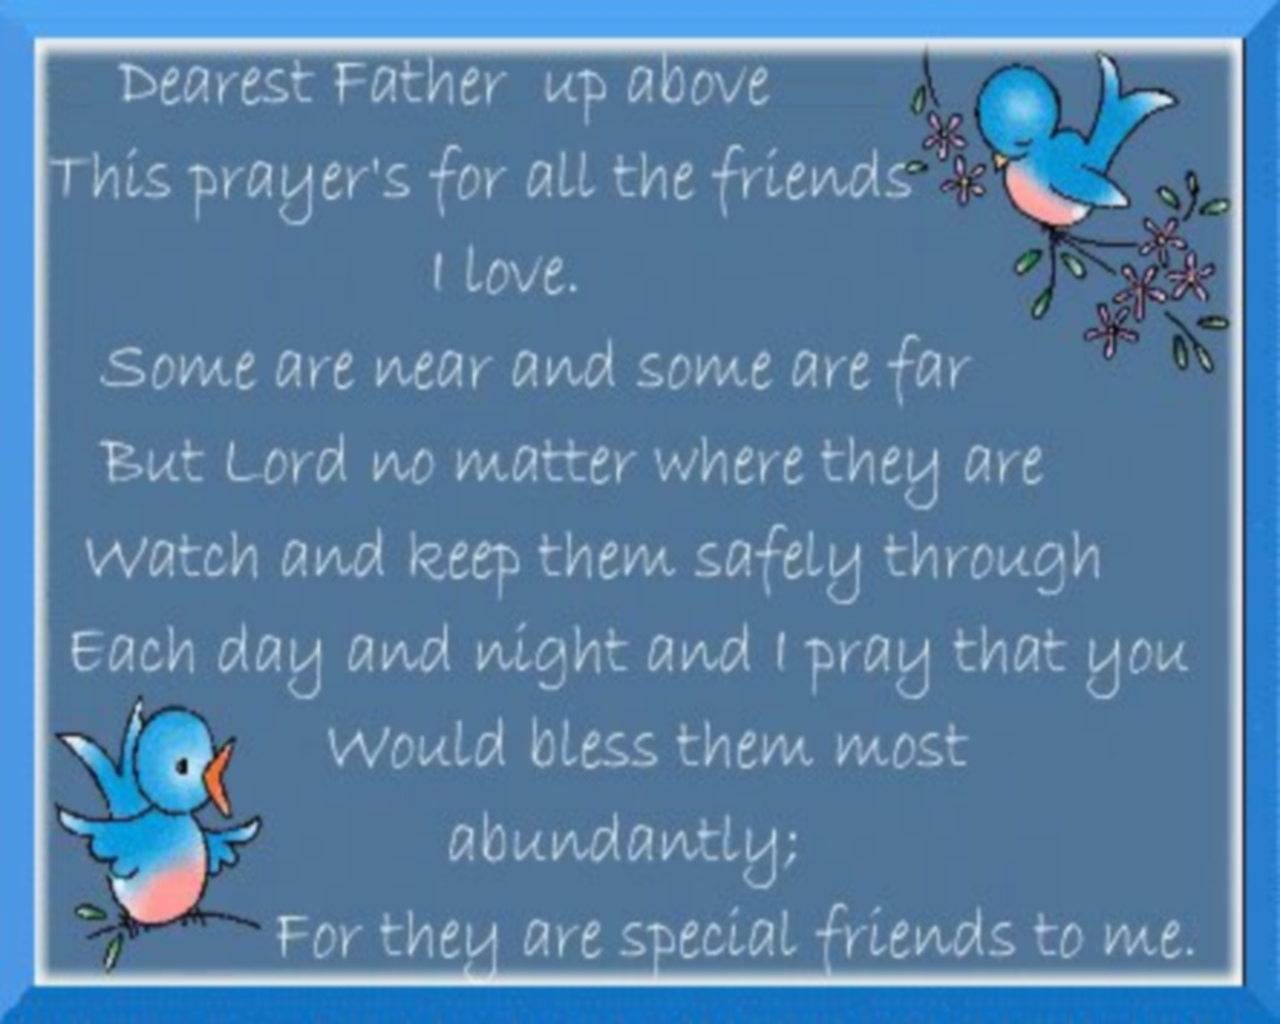 Dearest Father up above
This prayer's for all the friends
I love.
Some are near and some are far
But Lord no matter where they are
Watch and keep them safely through
Each day and night and I pray that you
Would bless them most
abundantly;
For they are special friends to me.